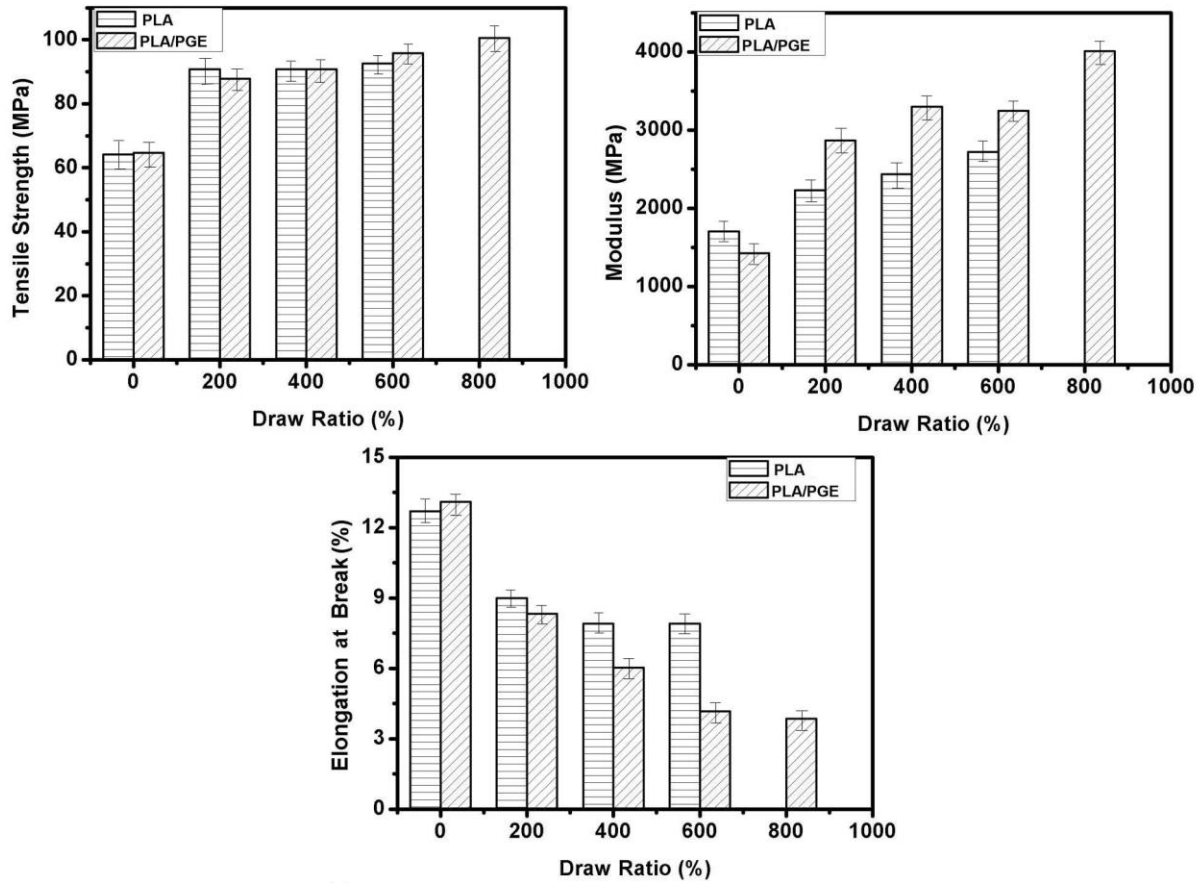 Tensile Strength (MPa)
100
80
60
40
20
0
PLA
PLA/PGE
0 200 400 600 800 1000
Draw Ratio (%)
Modulus (MPa)
4000
3000
2000
1000
0
PLA
PLA/PGE
0 200 400 600 800 1000
Draw Ratio (%)
Elongation at Break (%)
15
12
9
6
3
0
PLA
PLA/PGE
0 200 400 600 800 1000
Draw Ratio (%)